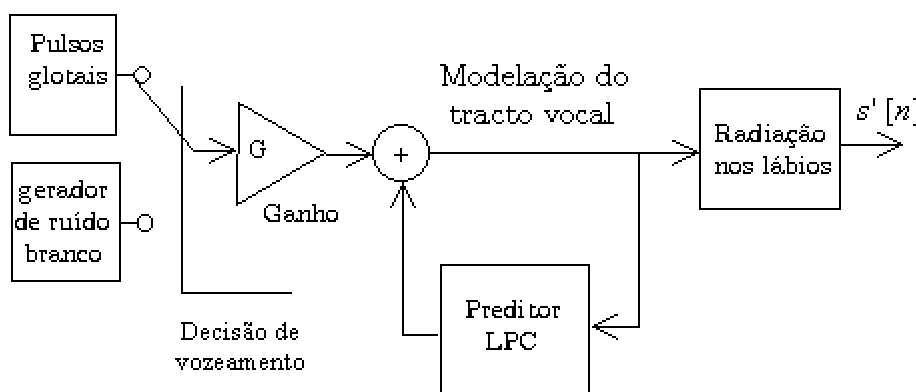 Pulsos
glotais
gerador
de ruído
branco
Decisão de
vozeamento
G
Ganho
+
Modelação do
tracto vocal
Preditor
LPC
Radiação
nos lábios
s' [n]